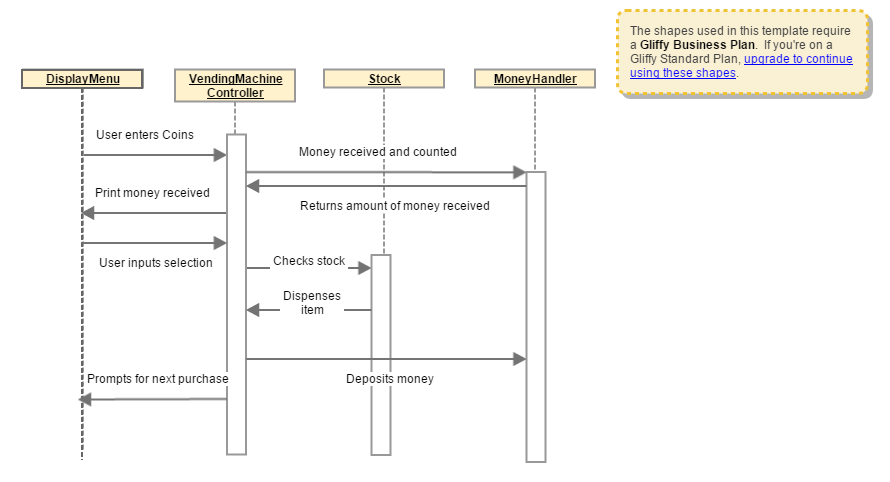 The shapes used in this template require
a Gliffy Business Plan. If you're on a
Gliffy Standard Plan, upgrade to continue
using these shapes.
DisplayMenu
VendingMachine
Controller
Stock
MoneyHandler
User enters Coins
Money received and counted
Print money received
Returns amount of money received
User inputs selection
Checks stock
Dispenses
item
Prompts for next purchase
Deposits money